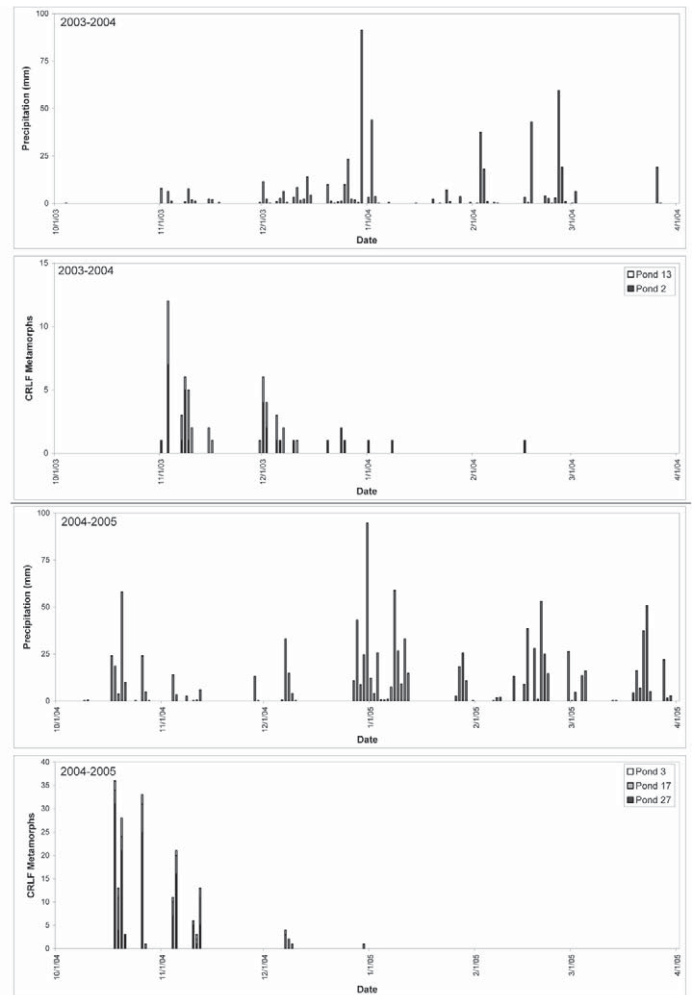 2003-2004
100
75
50
25
0
Precipitation (mm)
10/1/03 11/1/03 12/1/03 1/1/04 2/1/04 3/1/04 4/1/04
Date
2003-2004
Pond 13
Pond 2
15
10
5
0
CRLF Metamorphs
10/1/03 11/1/03 12/1/03 1/1/04 2/1/04 3/1/04 4/1/04
Date
2004-2005
100
75
50
25
0
Precipitation (mm)
10/1/04 11/1/04 12/1/04 1/1/05 2/1/05 3/1/05 4/1/05
Date
2004-2005
Pond 3
Pond 17
Pond 27
40
35
30
25
20
15
10
5
0
CRLF Metamorphs
10/1/04 11/1/04 12/1/04 1/1/05 2/1/05 3/1/05 4/1/05
Date